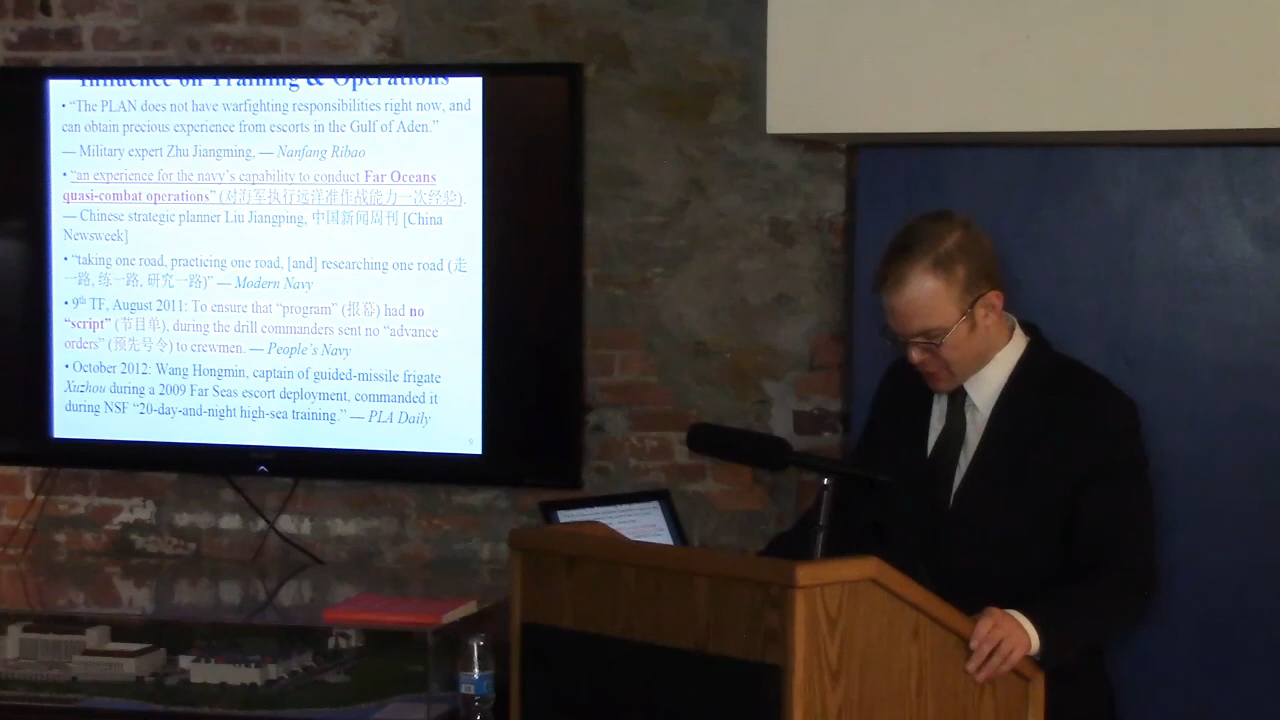 Influence on Training & Operations
• “The PLAN does not have warfighting responsibilities right now, and
can obtain precious experience from escorts in the Gulf of Aden.”
— Military expert Zhu Jiangming, — Nanfang Ribao
• “an experience for the navy’s capability to conduct Far Oceans
quasi-combat operations” (对海军执行远洋准作战能力一次经验).
— Chinese strategic planner Liu Jiangping, 中国新闻周刊 [China
Newsweek]
• “taking one road, practicing one road, [and] researching one road (走
一路, 练一路, 研究一路)” — Modern Navy
• 9th TF, August 2011: To ensure that “program” (报幕) had no
“script” (节目单), during the drill commanders sent no “advance
orders” (预先号令) to crewmen. — People’s Navy
• October 2012: Wang Hongmin, captain of guided-missile frigate
Xuzhou during a 2009 Far Seas escort deployment, commanded it
during NSF “20-day-and-night high-sea training.” — PLA Daily
9